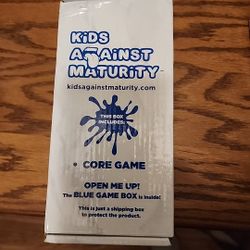 KiDS
AGAiNST
MATURiTY
kidsagainstmaturity.com
THIS BOX
INCLUDES:
• CORE GAME
OPEN ME UP!
The BLUE GAME BOX is inside!
This is just a shipping box
to protect the product.